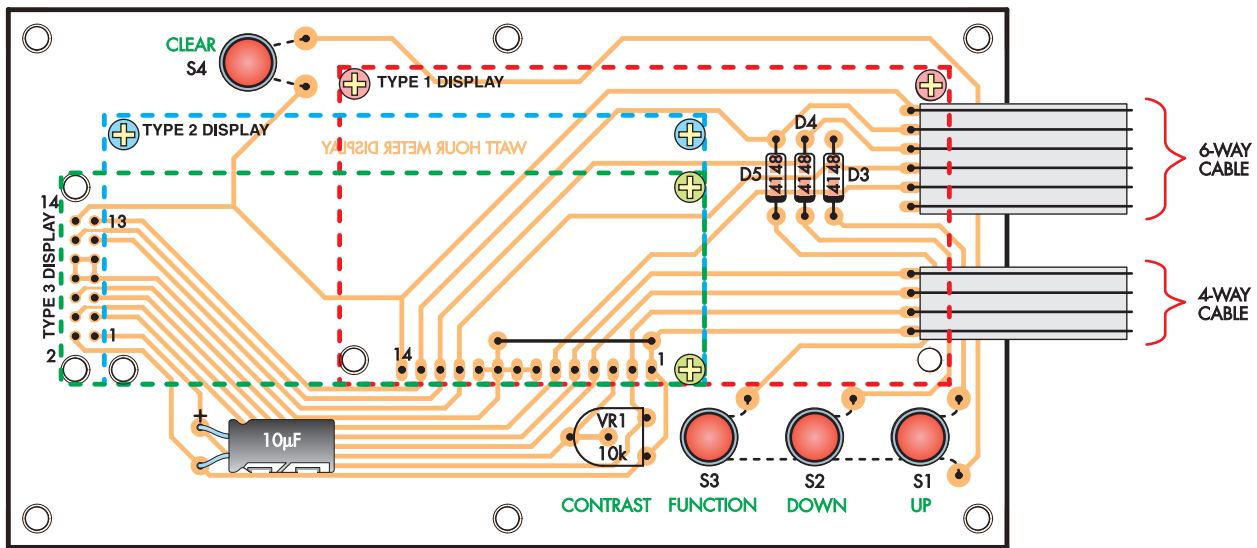 CLEAR
S4
TYPE 1 DISPLAY
TYPE 2 DISPLAY
WATT HOUR METER DISPLAY
D4
D5
4148
4148
4148
D3
6-WAY
CABLE
14
13
TYPE 3 DISPLAY
1
2
14
1
4-WAY
CABLE
+
10µF
VR1
10k
S3
S2
S1
CONTRAST
FUNCTION
DOWN
UP